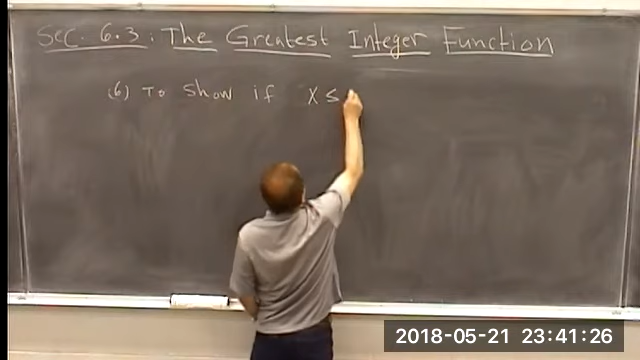 Sec. 6.3: The Greatest Integer Function
(6) To Show if x ≤
2018-05-21 23:41:26